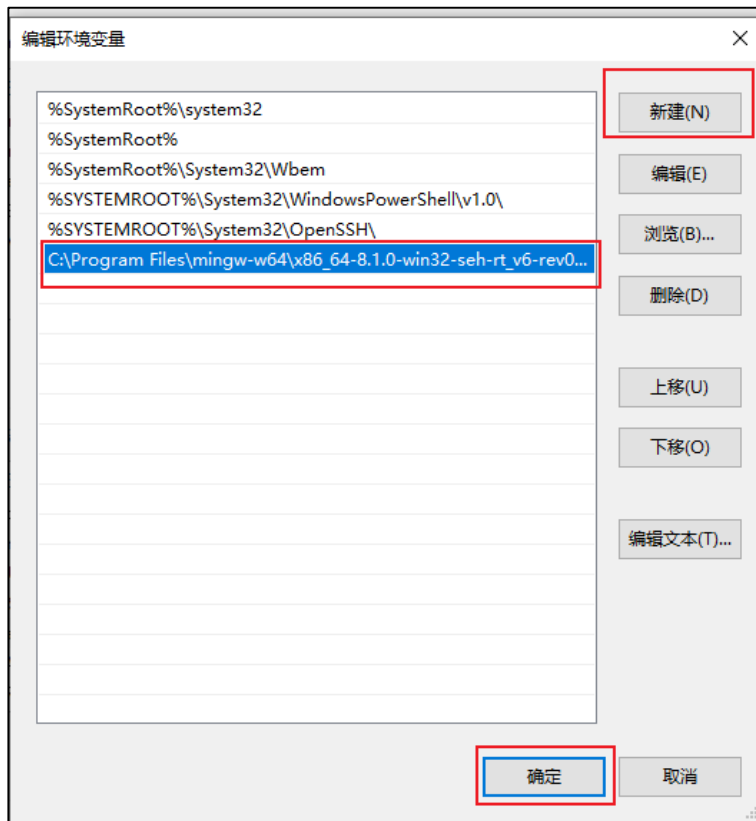 编辑环境变量
%SystemRoot%\system32
%SystemRoot%
%SystemRoot%\System32\Wbem
%SYSTEMROOT%\System32\WindowsPowerShell\v1.0\
%SYSTEMROOT%\System32\OpenSSH\
C:\Program Files\mingw-w64\x86_64-8.1.0-win32-seh-rt_v6-rev0...
新建(N)
编辑(E)
浏览(B)...
删除(D)
上移(U)
下移(O)
编辑文本(T)...
确定
取消